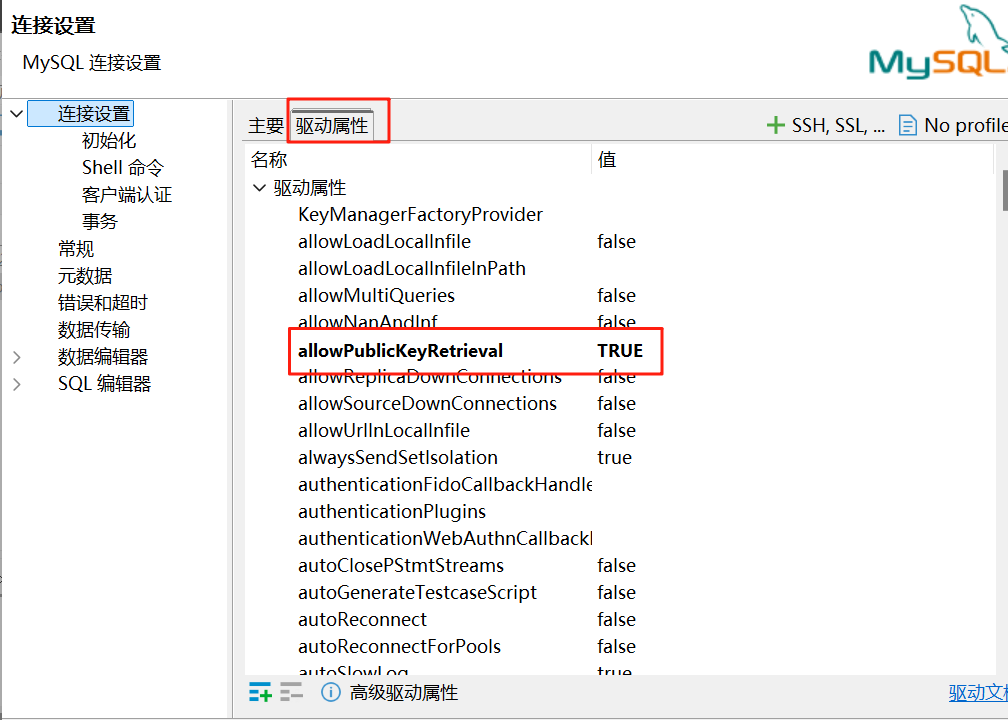 连接设置
MySQL 连接设置
MySQL
连接设置
初始化
Shell 命令
客户端认证
事务
常规
元数据
错误和超时
数据传输
数据编辑器
SQL 编辑器
主要 驱动属性 SSH, SSL, ... No profile
名称 值
驱动属性
KeyManagerFactoryProvider
allowLoadLocalInfile false
allowLoadLocalInfileInPath
allowMultiQueries false
allowNanAndInf false
allowPublicKeyRetrieval TRUE
allowReplicaDownConnections false
allowSourceDownConnections false
allowUrlInLocalInfile false
alwaysSendSetIsolation true
authenticationFidoCallbackHandle
authenticationPlugins
authenticationWebAuthnCallback
autoClosePStmtStreams false
autoGenerateTestcaseScript false
autoReconnect false
autoReconnectForPools false
autoSlowLog true
高级驱动属性 驱动文